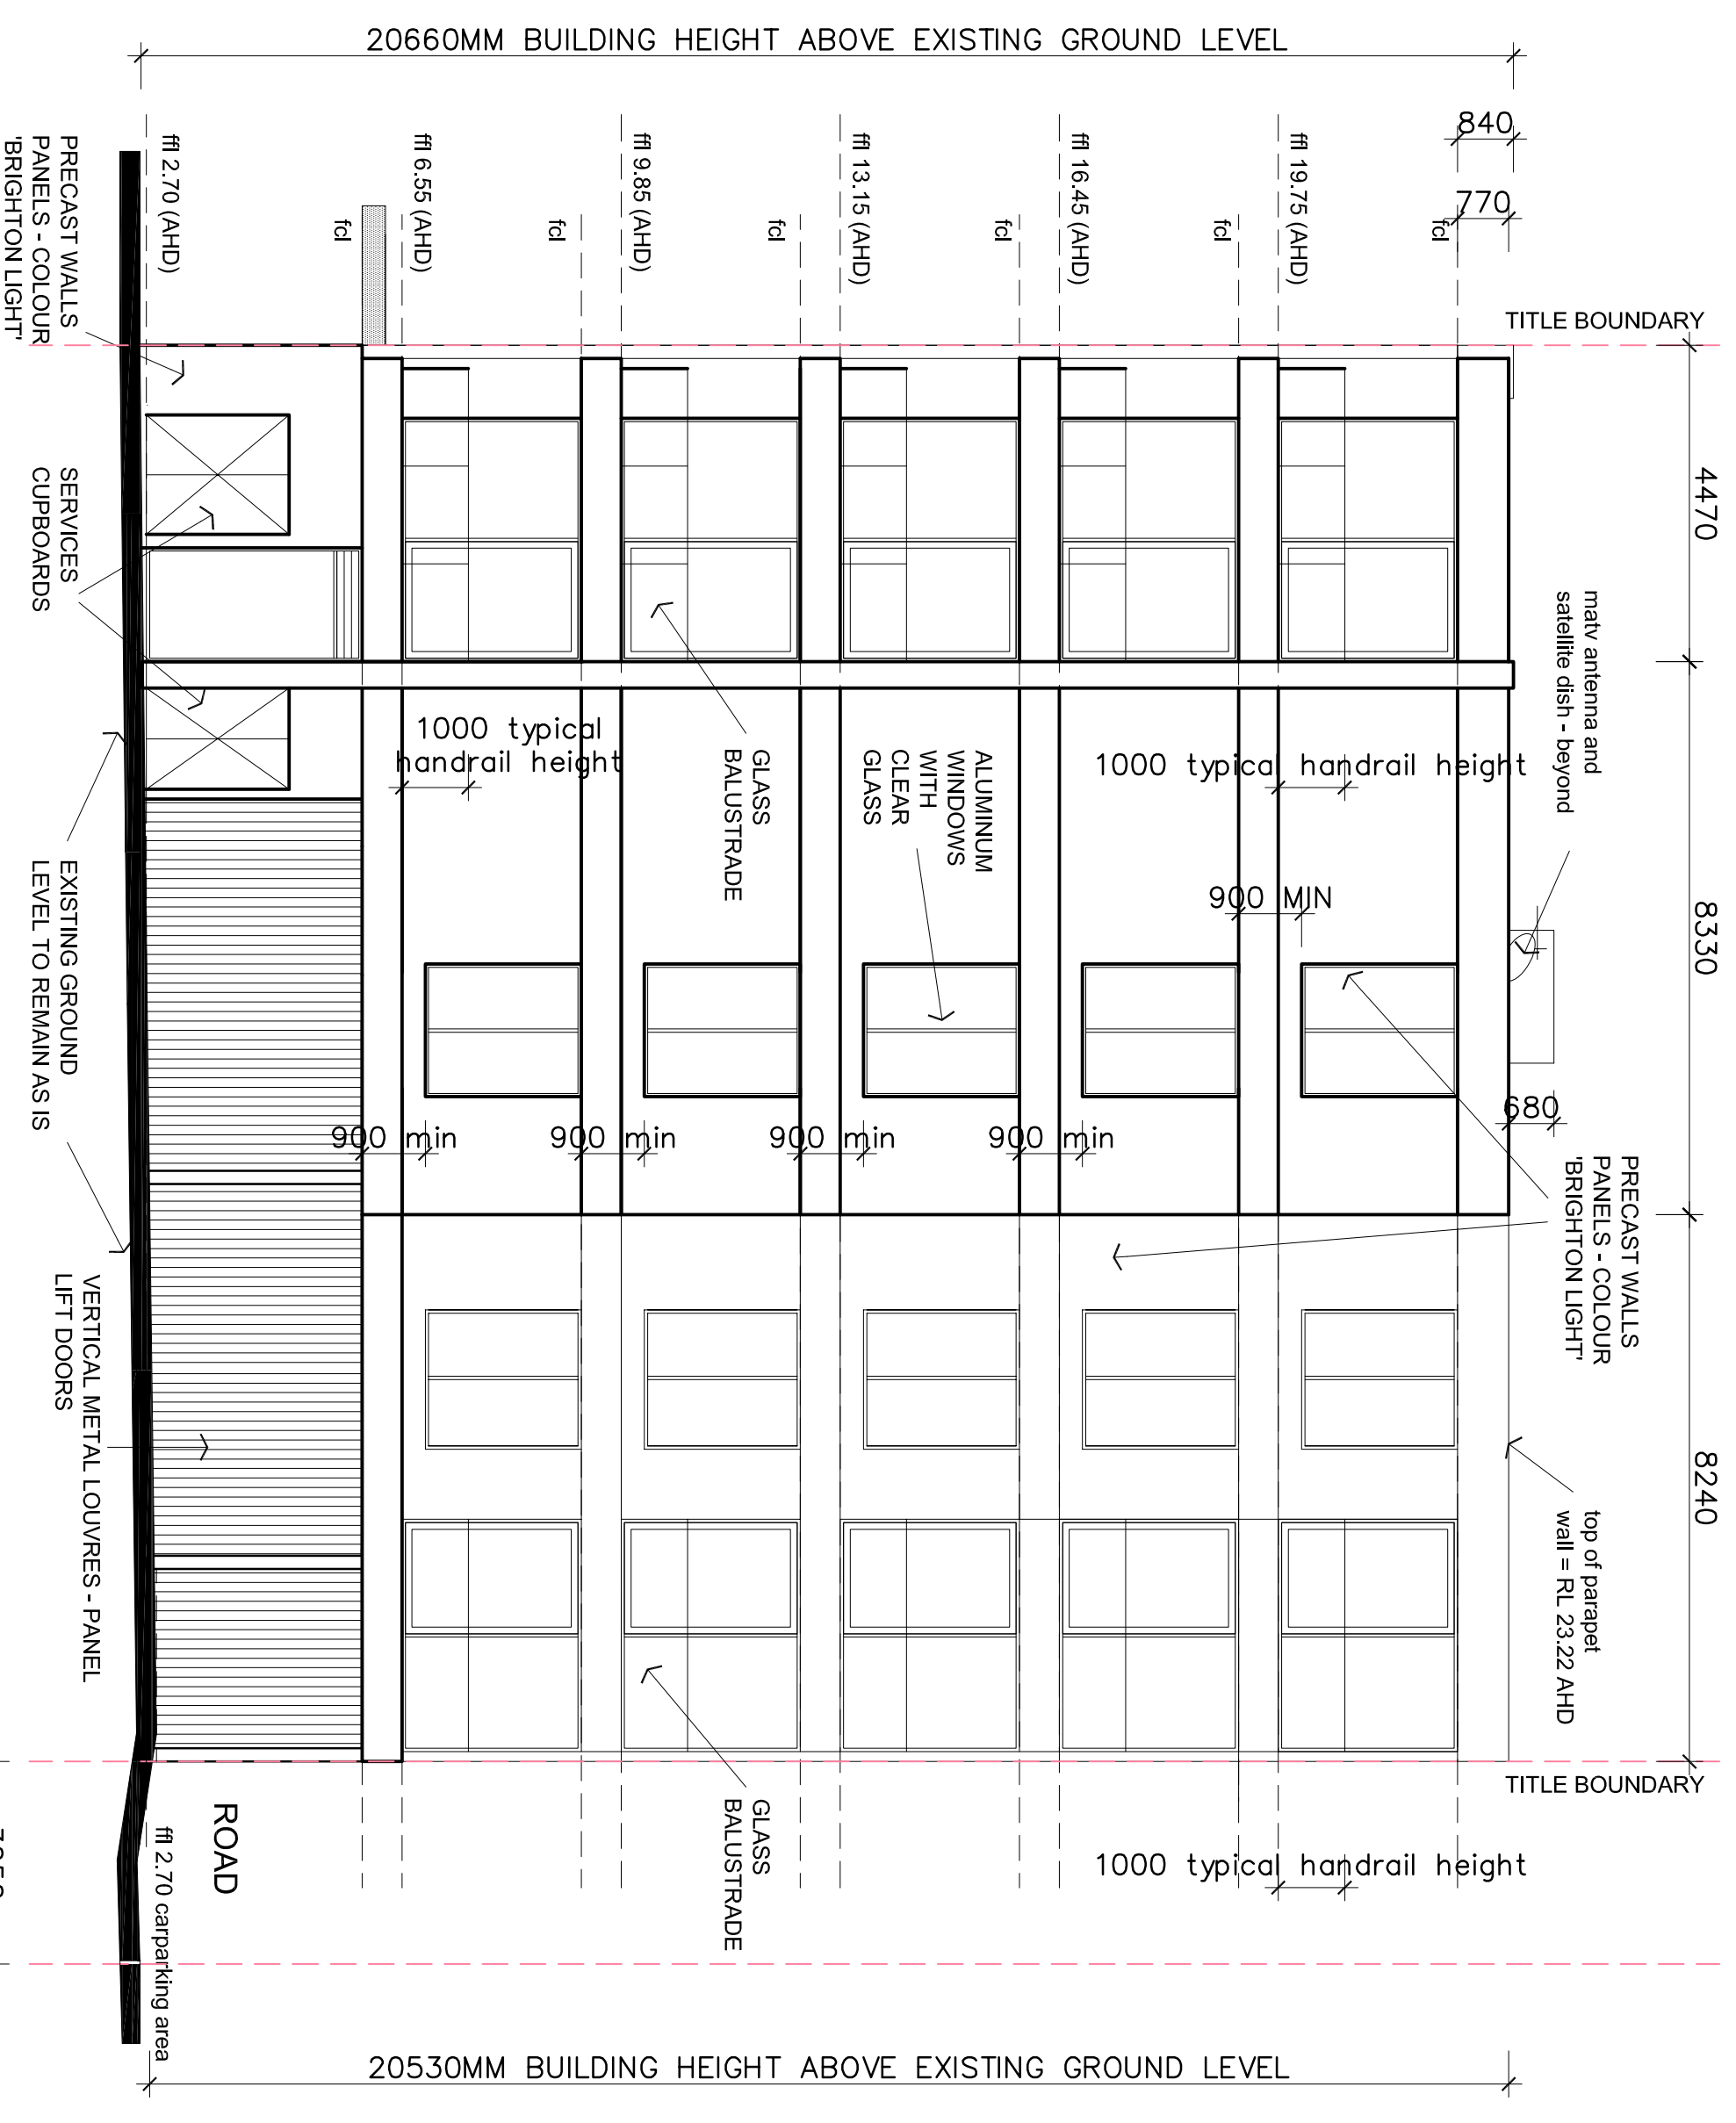 20660MM BUILDING HEIGHT ABOVE EXISTING GROUND LEVEL
840
770
ffl 2.70 (AHD)
fcl
ffl 6.55 (AHD)
fcl
ffl 9.85 (AHD)
fcl
ffl 13.15 (AHD)
fcl
ffl 16.45 (AHD)
fcl
ffl 19.75 (AHD)
fcl
TITLE BOUNDARY
4470
8330
8240
PRECAST WALLS
PANELS - COLOUR
'BRIGHTON LIGHT'
SERVICES
CUPBOARDS
EXISTING GROUND
LEVEL TO REMAIN AS IS
VERTICAL METAL LOUVRES - PANEL
LIFT DOORS
matv antenna and
satellite dish - beyond
1000 typical
handrail height
GLASS
BALUSTRADE
ALUMINUM
WINDOWS
WITH
CLEAR
GLASS
1000 typical handrail height
900 MIN
680
900 min
900 min
900 min
900 min
PRECAST WALLS
PANELS - COLOUR
'BRIGHTON LIGHT'
top of parapet
wall = RL 23.22 AHD
TITLE BOUNDARY
GLASS
BALUSTRADE
1000 typical handrail height
ROAD
ffl 2.70 carparking area
20530MM BUILDING HEIGHT ABOVE EXISTING GROUND LEVEL